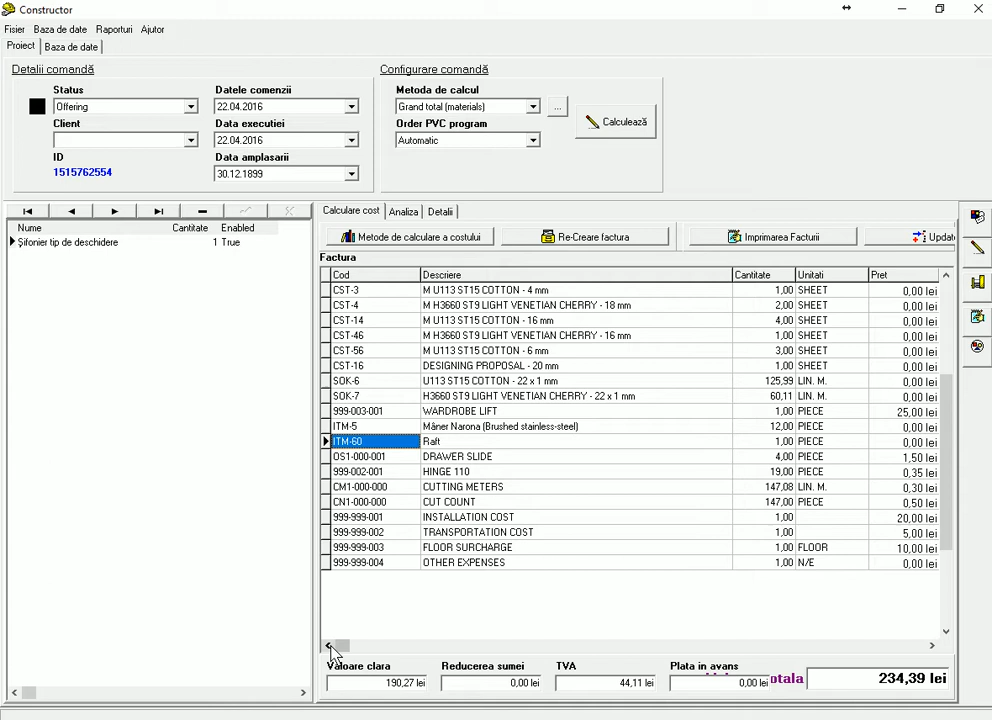 Constructor
Fisier Baza de date Raporturi Ajutor
Proiect Baza de date
Detalii comandă
Configurare comandă
Status
Datele comenzii
Metoda de calcul
Offering
22.04.2016
Grand total (materials)
...
Calculează
Client
Data executiei
Order PVC program
22.04.2016
Automatic
ID
Data amplasarii
1515762554
30.12.1899
Calculare cost Analiza Detalii
Nume Cantitate Enabled
Şifonier tip de deschidere 1 True
Metode de calculare a costului Re-Creare factura Imprimarea Facturii
Factura
Cod Descriere Cantitate Unitati Pret
CST-3 M U113 ST15 COTTON - 4 mm 1,00 SHEET 0,00 lei
CST-4 M H3660 ST9 LIGHT VENETIAN CHERRY - 18 mm 2,00 SHEET 0,00 lei
CST-14 M U113 ST15 COTTON - 16 mm 4,00 SHEET 0,00 lei
CST-46 M H3660 ST9 LIGHT VENETIAN CHERRY - 16 mm 1,00 SHEET 0,00 lei
CST-56 M U113 ST15 COTTON - 6 mm 3,00 SHEET 0,00 lei
CST-16 DESIGNING PROPOSAL - 20 mm 1,00 SHEET 0,00 lei
SOK-6 U113 ST15 COTTON - 22 x 1 mm 125,99 LIN. M. 0,00 lei
SOK-7 H3660 ST9 LIGHT VENETIAN CHERRY - 22 x 1 mm 60,11 LIN. M. 0,00 lei
999-003-001 WARDROBE LIFT 1,00 PIECE 25,00 lei
ITM-5 Mâner Narona (Brushed stainless-steel) 12,00 PIECE 0,00 lei
ITM-60 Raft 1,00 PIECE 0,00 lei
OS1-000-001 DRAWER SLIDE 4,00 PIECE 1,50 lei
999-002-001 HINGE 110 19,00 PIECE 0,35 lei
CM1-000-000 CUTTING METERS 147,08 LIN. M. 0,30 lei
CN1-000-000 CUT COUNT 147,00 PIECE 0,50 lei
999-999-001 INSTALLATION COST 1,00 20,00 lei
999-999-002 TRANSPORTATION COST 1,00 5,00 lei
999-999-003 FLOOR SURCHARGE 1,00 FLOOR 10,00 lei
999-999-004 OTHER EXPENSES 1,00 N/E 0,00 lei
Valoare clara Reducerea sumei TVA Plata in avans
190,27 lei 0,00 lei 44,11 lei 0,00 lei 234,39 lei